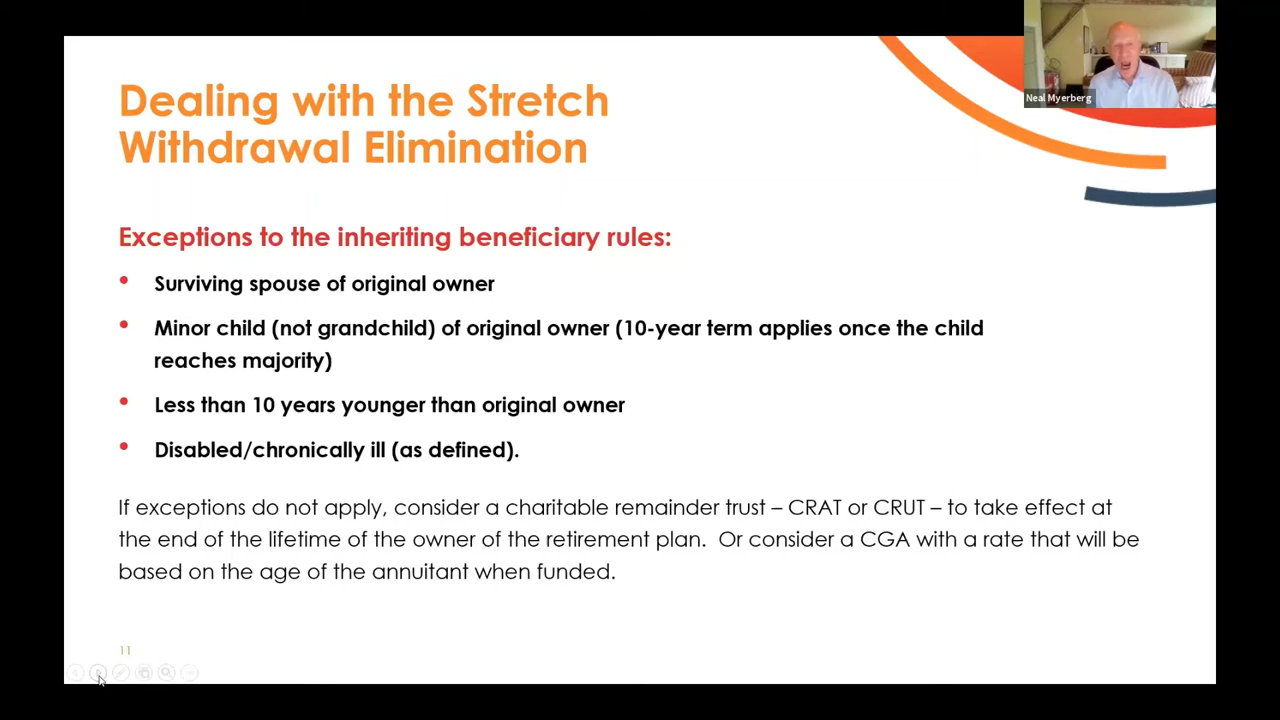 Neal Myerberg
Dealing with the Stretch
Withdrawal Elimination
Exceptions to the inheriting beneficiary rules:
• Surviving spouse of original owner
• Minor child (not grandchild) of original owner (10-year term applies once the child
reaches majority)
• Less than 10 years younger than original owner
• Disabled/chronically ill (as defined).
If exceptions do not apply, consider a charitable remainder trust – CRAT or CRUT – to take effect at
the end of the lifetime of the owner of the retirement plan.  Or consider a CGA with a rate that will be
based on the age of the annuitant when funded.
11